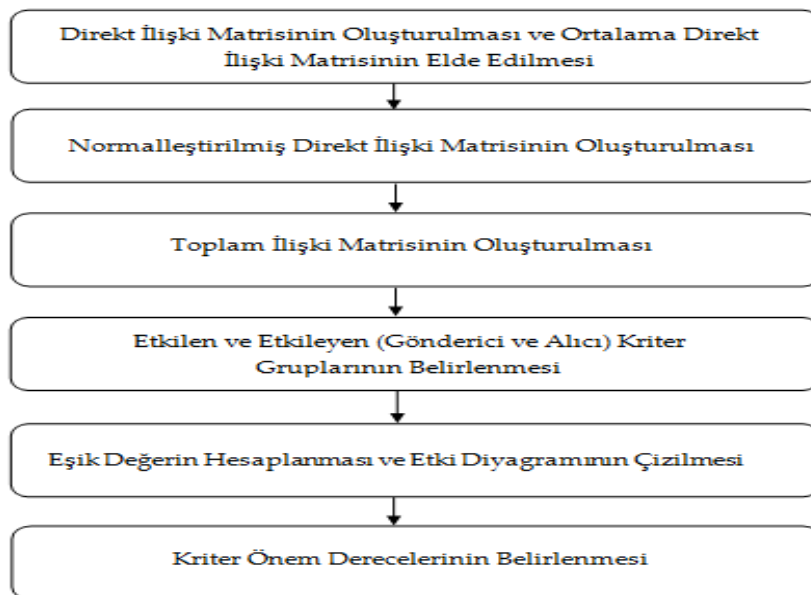 Direkt İlişki Matrisinin Oluşturulması ve Ortalama Direkt
İlişki Matrisinin Elde Edilmesi
Normalleştirilmiş Direkt İlişki Matrisinin Oluşturulması
Toplam İlişki Matrisinin Oluşturulması
Etkilen ve Etkileyen (Gönderici ve Alıcı) Kriter
Gruplarının Belirlenmesi
Eşik Değerin Hesaplanması ve Etki Diyagramının Çizilmesi
Kriter Önem Derecelerinin Belirlenmesi